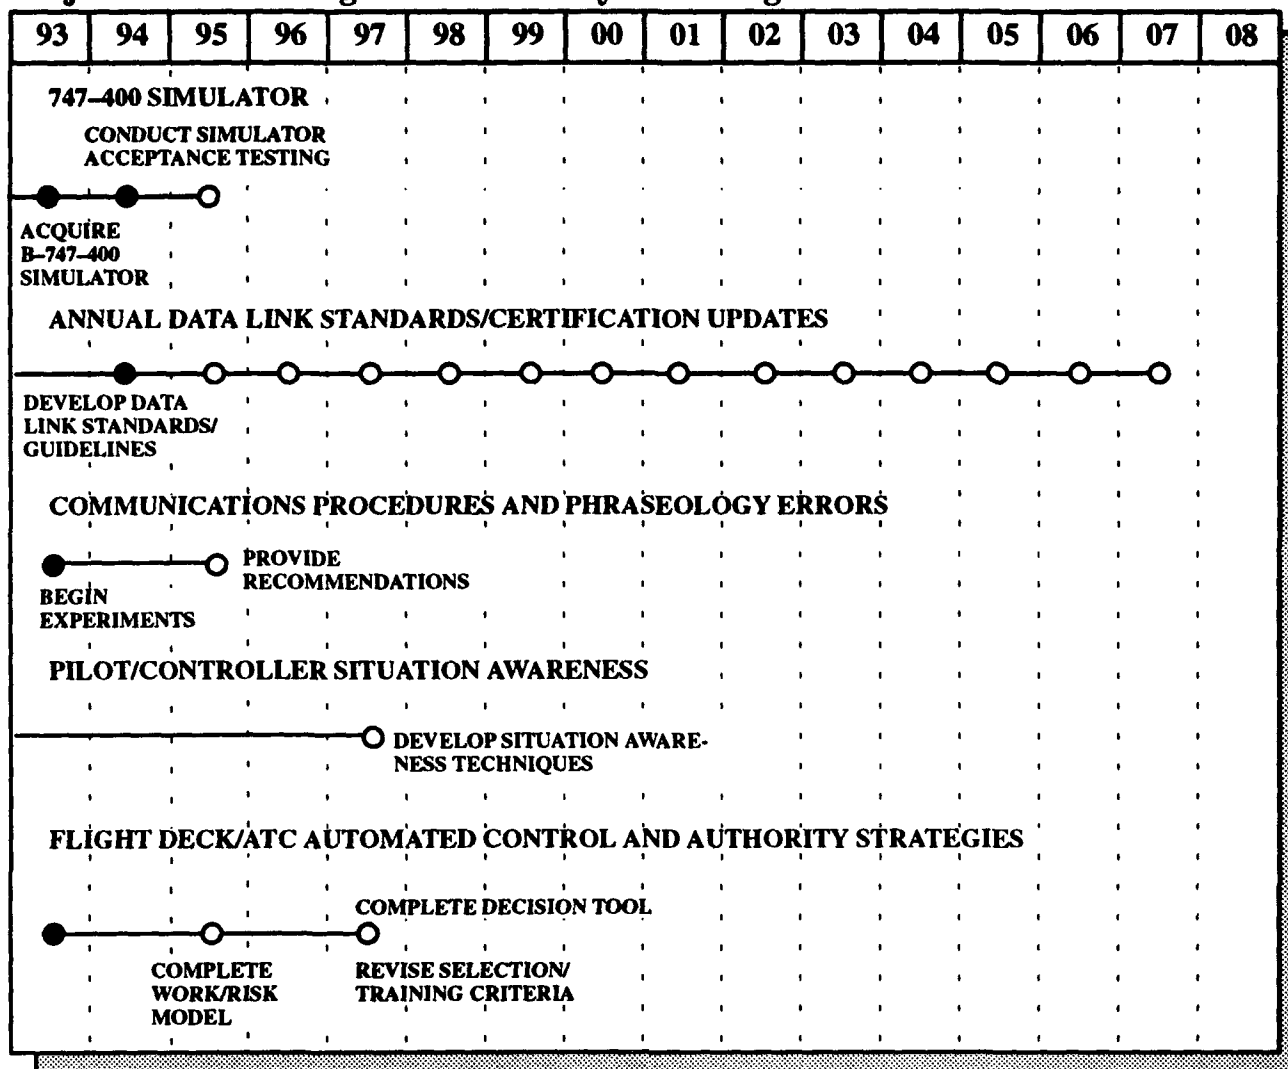 93 94 95 96 97 98 99 00 01 02 03 04 05 06 07 08
747–400 SIMULATOR
CONDUCT SIMULATOR
ACCEPTANCE TESTING
ACQUIRE
B–747–400
SIMULATOR
ANNUAL DATA LINK STANDARDS/CERTIFICATION UPDATES
DEVELOP DATA
LINK STANDARDS/
GUIDELINES
COMMUNICATIONS PROCEDURES AND PHRASEOLOGY ERRORS
PROVIDE
RECOMMENDATIONS
BEGIN
EXPERIMENTS
PILOT/CONTROLLER SITUATION AWARENESS
DEVELOP SITUATION AWARE-
NESS TECHNIQUES
FLIGHT DECK/ATC AUTOMATED CONTROL AND AUTHORITY STRATEGIES
COMPLETE DECISION TOOL
COMPLETE
WORK/RISK
MODEL
REVISE SELECTION/
TRAINING CRITERIA